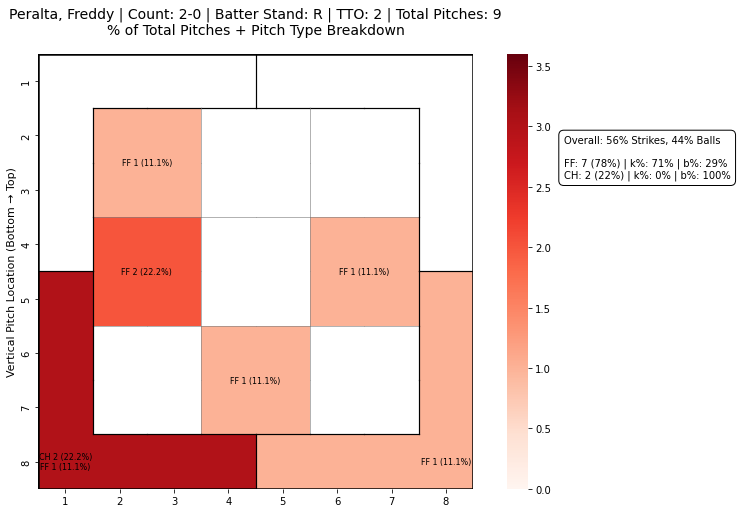 Peralta, Freddy | Count: 2-0 | Batter Stand: R | TTO: 2 | Total Pitches: 9
% of Total Pitches + Pitch Type Breakdown
Vertical Pitch Location (Bottom → Top)
1
2
3
4
5
6
7
8
FF 1 (11.1%)
FF 2 (22.2%)
FF 1 (11.1%)
FF 1 (11.1%)
CH 2 (22.2%)
FF 1 (11.1%)
FF 1 (11.1%)
1
2
3
4
5
6
7
8
3.5
3.0
2.5
2.0
1.5
1.0
0.5
0.0
Overall: 56% Strikes, 44% Balls
FF: 7 (78%) | k%: 71% | b%: 29%
CH: 2 (22%) | k%: 0% | b%: 100%